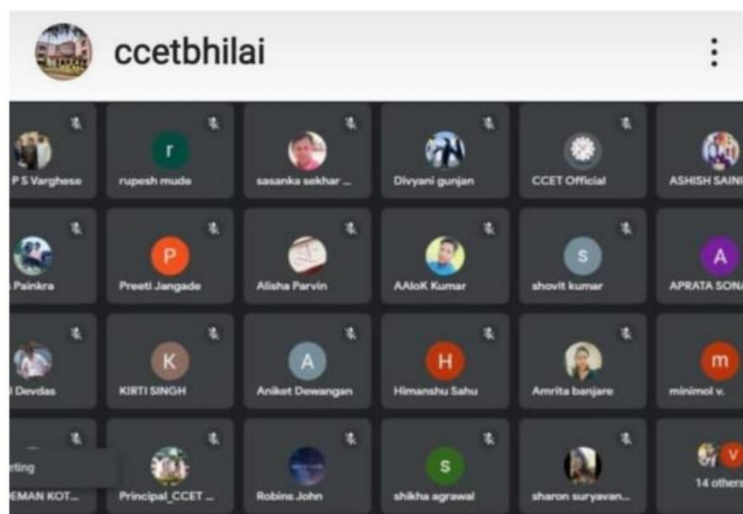 ccetbhilai
P S Varghese
rupesh mude
sasanka sekhar ...
Divyani gunjan
CCET Official
ASHISH SAINI
Painkra
Preeti Jangade
Alisha Parvin
AAloK Kumar
shovit kumar
APRATA SONA
l Devdas
KIRTI SINGH
Aniket Dewangan
Himanshu Sahu
Amrita banjare
minimol v.
eting
EMAN KOT...
Principal_CCET ...
Robins John
shikha agrawal
sharon suryavan...
14 others
r
P
S
A
K
A
H
m
S
V